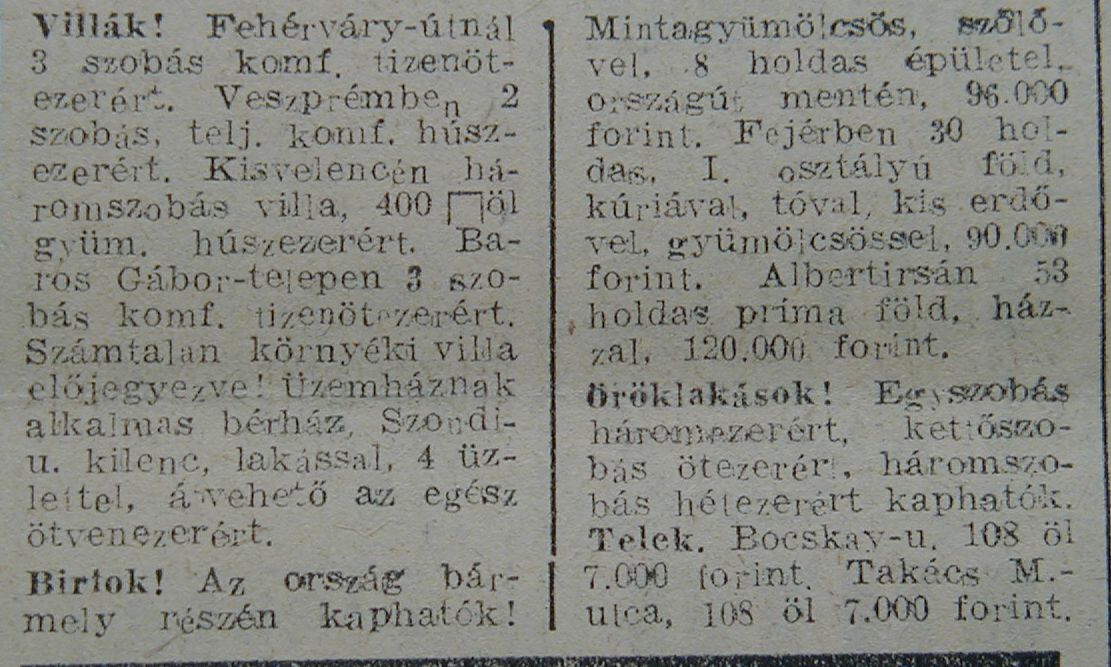 Villák! Fehérváry-útnál
3 szobás komf. tizenöt-
ezerért. Veszprémben 2
szobás, telj. komf. húsz-
ezerért. Kisvelencén há-
romszobás villa, 400 □öl
gyüm. húszezerért. Ba-
ros Gábor-telepen 3 szo-
bás komf. tizenötezerért.
Számtalan környéki villa
előjegyezve! Üzemháznak
alkalmas bérház, Szondi-
u. kilenc, lakással, 4 üz-
lettel, átvehető az egész
ötvenezerért.
Birtok! Az ország bár-
mely részén kaphatók!
Mintagyümölcsös, szőlő-
vel, 8 holdas épülettel,
országút mentén, 96.000
forint. Fejérben 30 hol-
das, I. osztályú föld,
kúriával, tóval, kis erdő-
vel, gyümölcsössel, 90.000
forint. Albertirsán 53
holdas príma föld, ház-
zal, 120.000 forint.
Öröklakások! Egyszobás
háromezerért, kettőszo-
bás ötezerért, háromszo-
bás hétezerért kaphatók.
Telek. Bocskay-u. 108 öl
7.000 forint. Takács M.-
utca, 108 öl 7.000 forint.